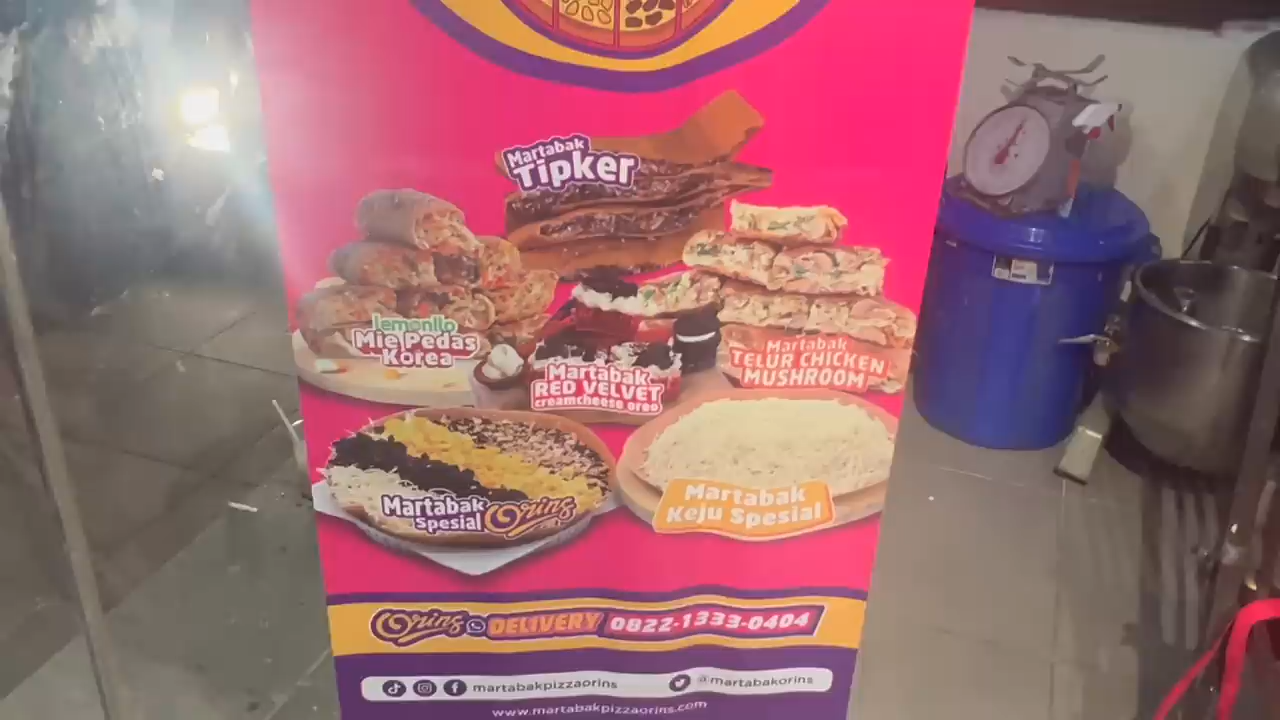 Martabak
Tipker
lemonllo
Mie Pedas
Korea
Martabak
RED VELVET
creamcheese oreo
Martabak
TELUR CHICKEN
MUSHROOM
Martabak
Spesial Orins
Martabak
Keju Spesial
Orins DELIVERY 0822-1333-0404
martabakpizzaorins @martabakorins
www.martabakpizzaorins.com